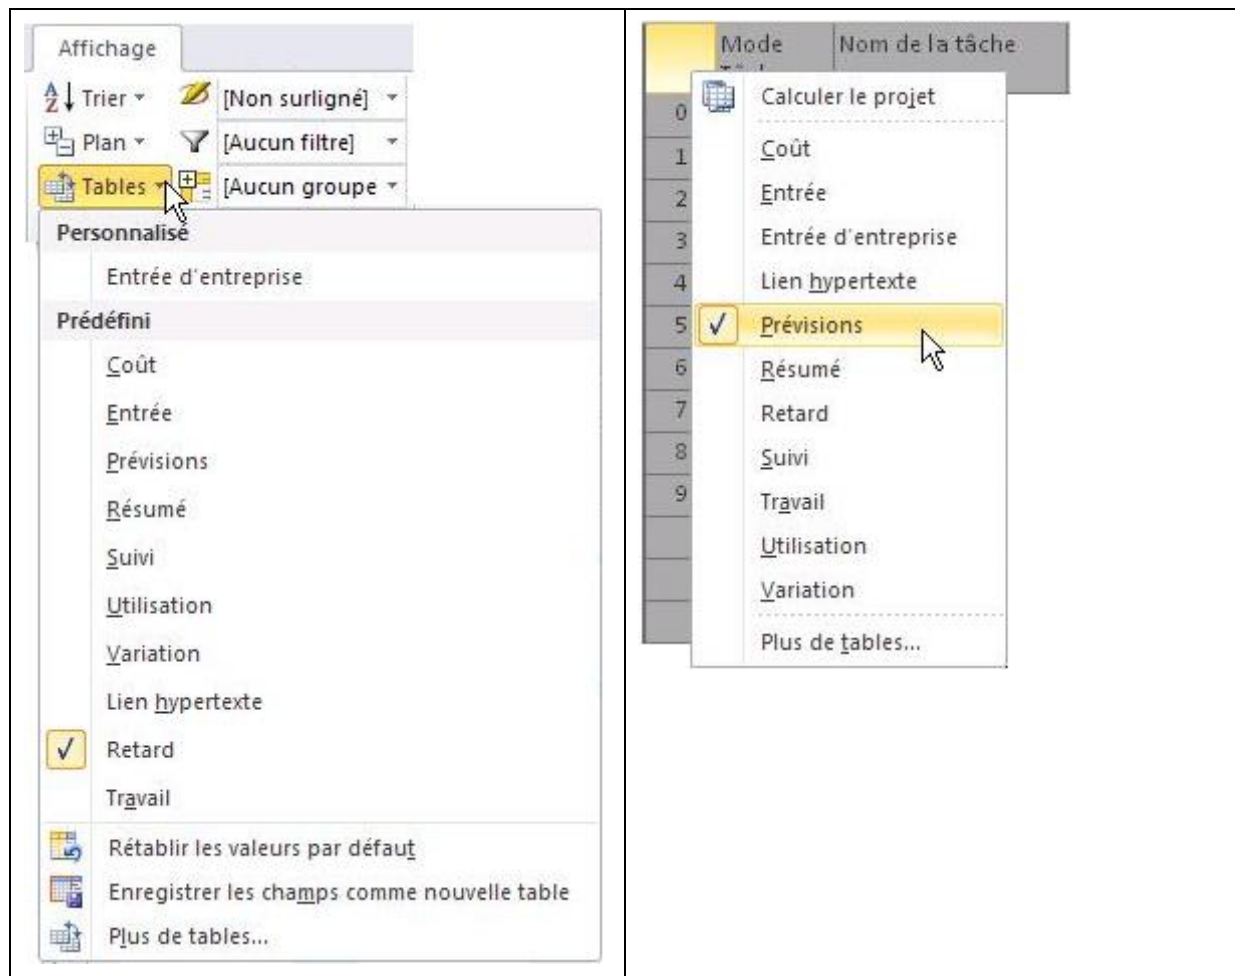 Affichage
Trier
[Non surligné]
Plan
[Aucun filtre]
Tables
[Aucun groupe
Personnalisé
Entrée d'entreprise
Prédéfini
Coût
Entrée
Prévisions
Résumé
Suivi
Utilisation
Variation
Lien hypertexte
Retard
Travail
Rétablir les valeurs par défaut
Enregistrer les champs comme nouvelle table
Plus de tables...
Mode
Nom de la tâche
0
1
2
3
4
5
6
7
8
9
Calculer le projet
Coût
Entrée
Entrée d'entreprise
Lien hypertexte
Prévisions
Résumé
Retard
Suivi
Travail
Utilisation
Variation
Plus de tables...